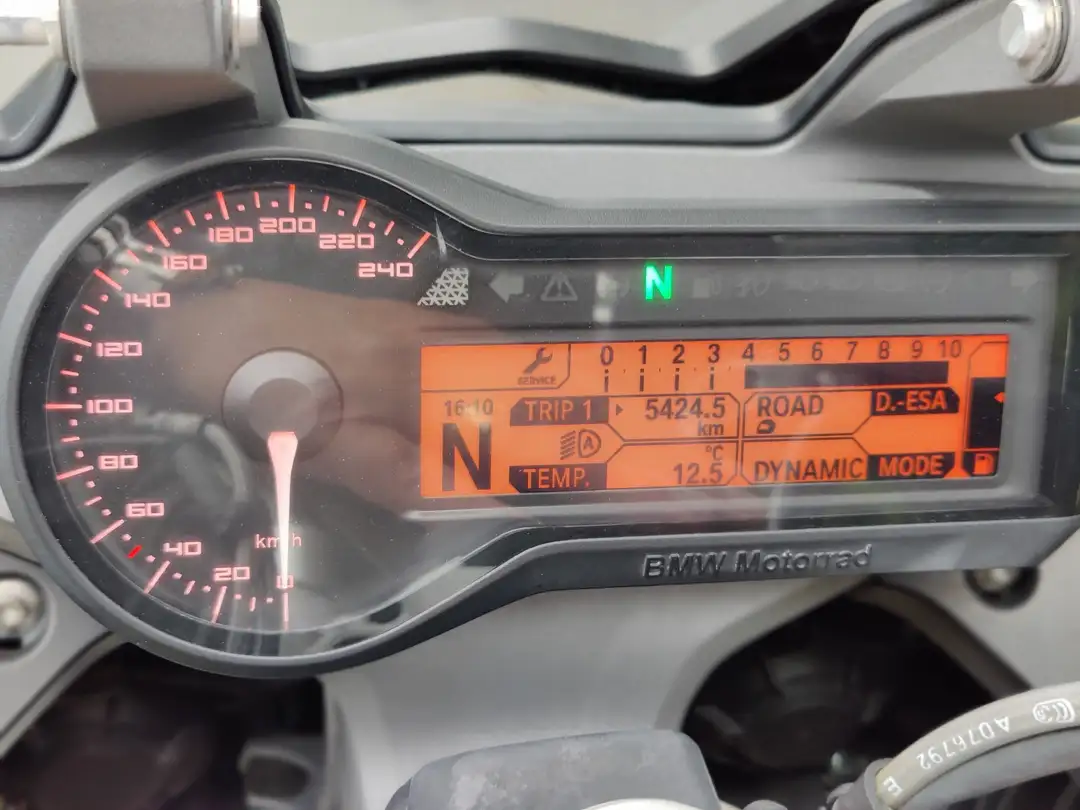 240
220
200
180
160
140
120
100
80
60
40
20
0
km/h
N
SERVICE
0 1 2 3 4 5 6 7 8 9 10
16:10
N
TRIP 1
5424.5
km
ROAD
D.-ESA
A
TEMP.
°C
12.5
DYNAMIC
MODE
BMW Motorrad
A076792